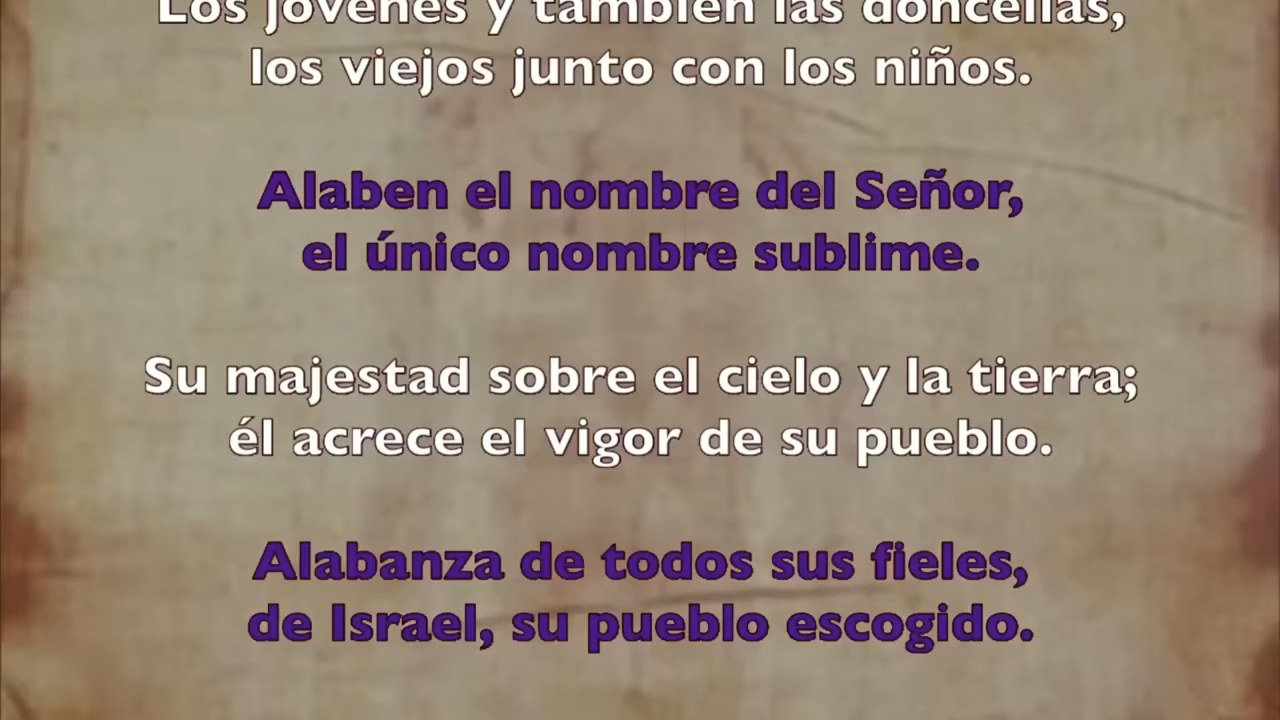 Los jóvenes y también las doncellas,
los viejos junto con los niños.
Alaben el nombre del Señor,
el único nombre sublime.
Su majestad sobre el cielo y la tierra;
él acrece el vigor de su pueblo.
Alabanza de todos sus fieles,
de Israel, su pueblo escogido.